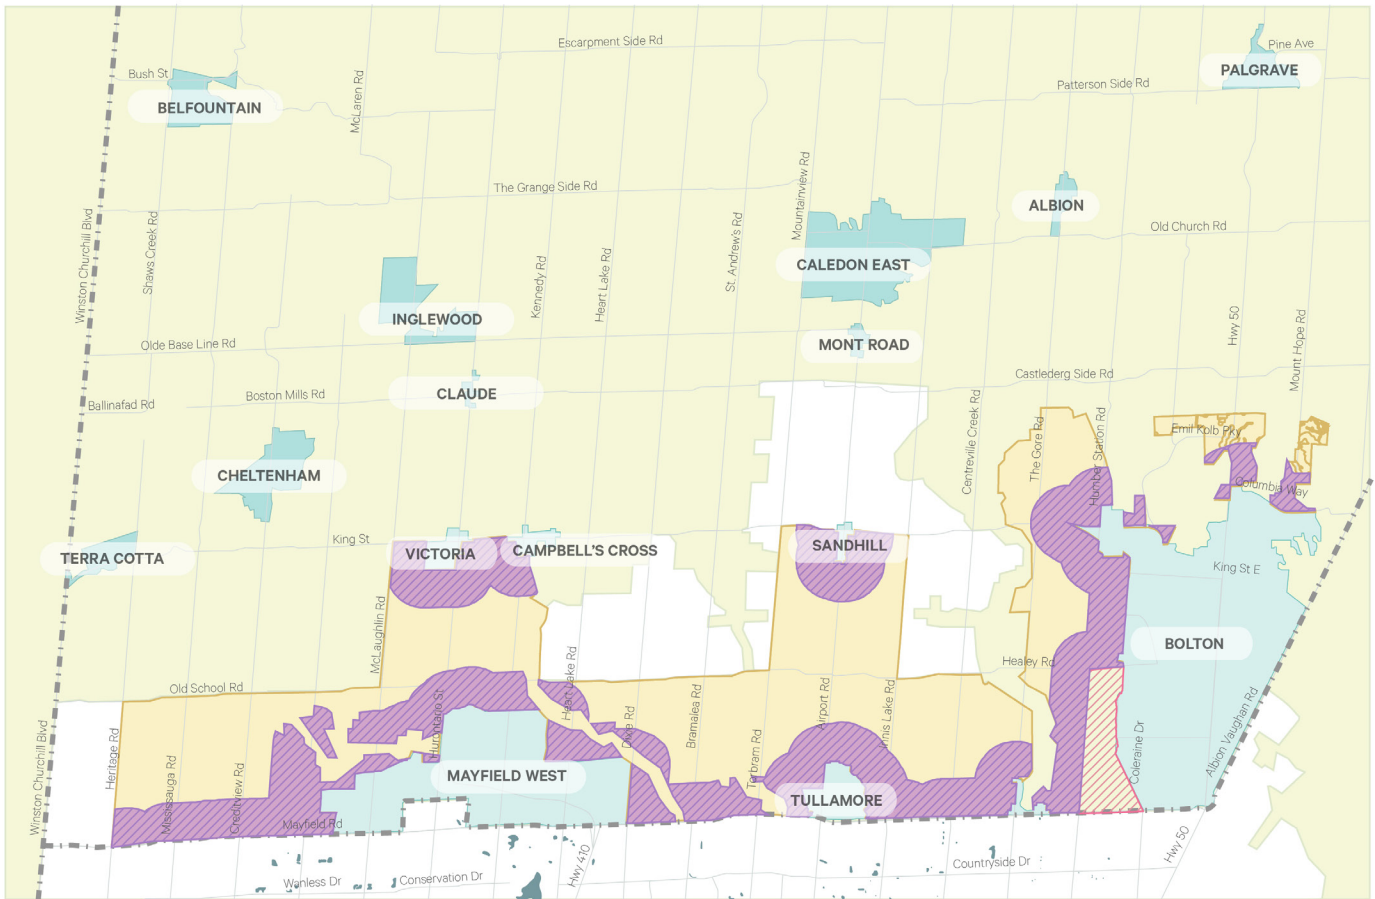 Escarpment Side Rd
Pine Ave
PALGRAVE
Bush St
Patterson Side Rd
BELFOUNTAIN
McLaren Rd
The Grange Side Rd
Mountainview Rd
ALBION
Winston Churchill Blvd
Shaws Creek Rd
St. Andrew's Rd
Old Church Rd
CALEDON EAST
Kennedy Rd
Heart Lake Rd
INGLEWOOD
Hwy 50
Olde Base Line Rd
MONT ROAD
Mount Hope Rd
Castlederg Side Rd
CLAUDE
Boston Mills Rd
Ballinafad Rd
Centreville Creek Rd
The Gore Rd
Humber Station Rd
Emil Kolb Pky
CHELTENHAM
Columbia Way
King St
TERRA COTTA
VICTORIA
CAMPBELL'S CROSS
SANDHILL
King St E
McLaughlin Rd
BOLTON
Healey Rd
Old School Rd
Heart Lake Rd
Hurontario St
Dixie Rd
Bramalea Rd
Airport Rd
Innis Lake Rd
Winston Churchill Blvd
Heritage Rd
Mississauga Rd
Creditview Rd
Torbram Rd
Coleraine Dr
Albion Vaughan Rd
MAYFIELD WEST
TULLAMORE
Mayfield Rd
Hwy 410
Hwy 50
Countryside Dr
Wanless Dr
Conservation Dr